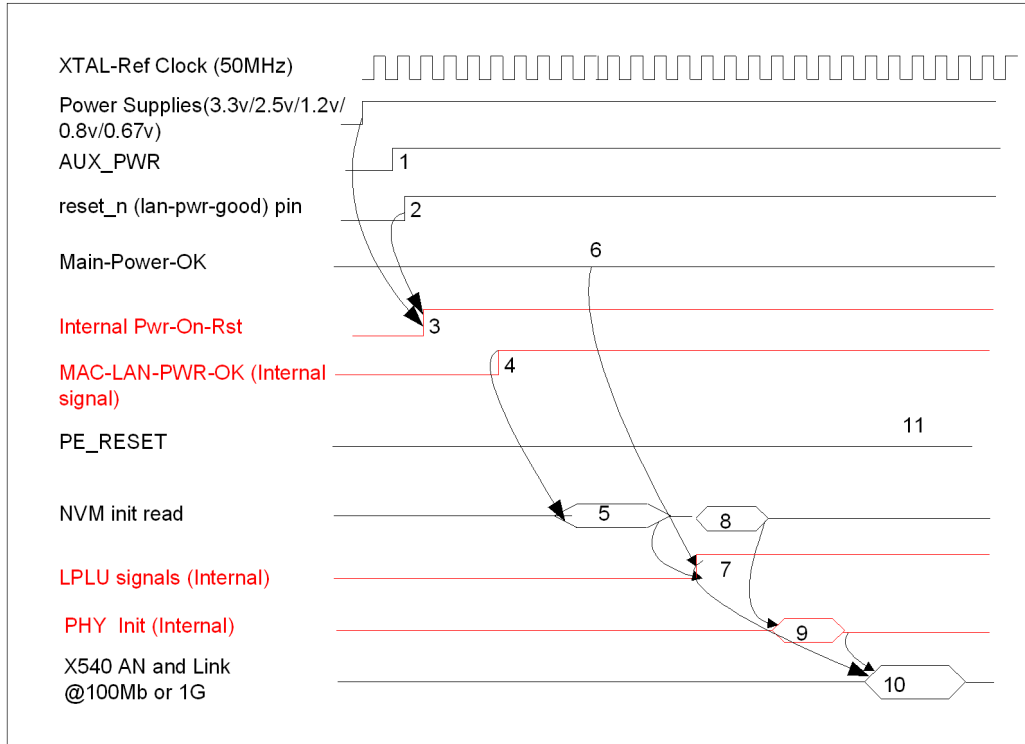 XTAL-Ref Clock (50MHz)
Power Supplies(3.3v/2.5v/1.2v/
0.8v/0.67v)
AUX_PWR
1
reset_n (lan-pwr-good) pin
2
Main-Power-OK
6
Internal Pwr-On-Rst
3
MAC-LAN-PWR-OK (Internal
signal)
4
PE_RESET
11
NVM init read
5
8
LPLU signals (Internal)
7
PHY Init (Internal)
9
X540 AN and Link
@100Mb or 1G
10